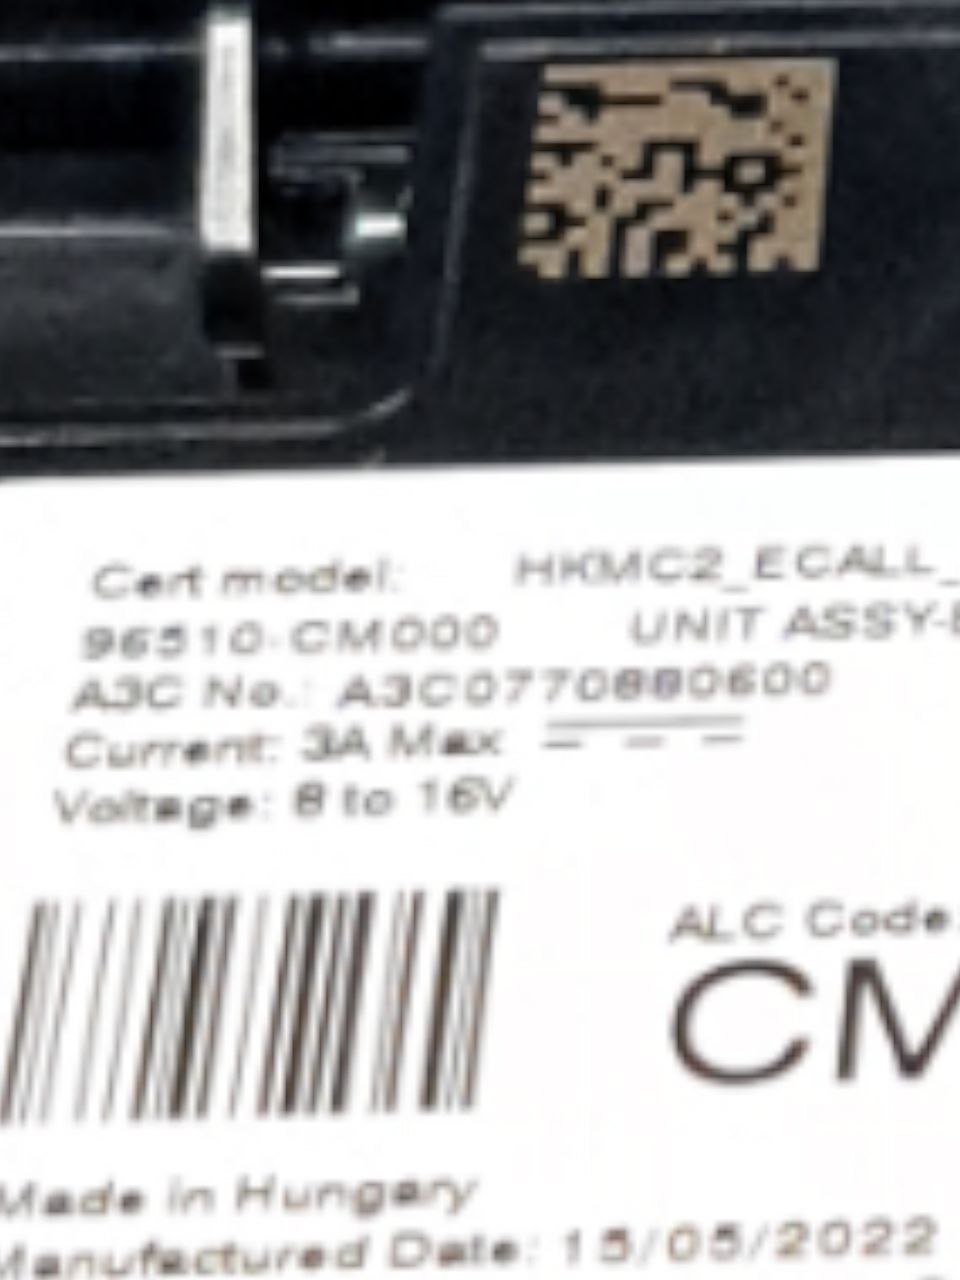 Cert model: HKMC2_ECALL_
96510-CM000 UNIT ASSY-E
A3C No.: A3C0770880600
Current: 3A Max
Voltage: 8 to 16V
ALC Code:
CM
Made in Hungary
Manufactured Date: 15/05/2022